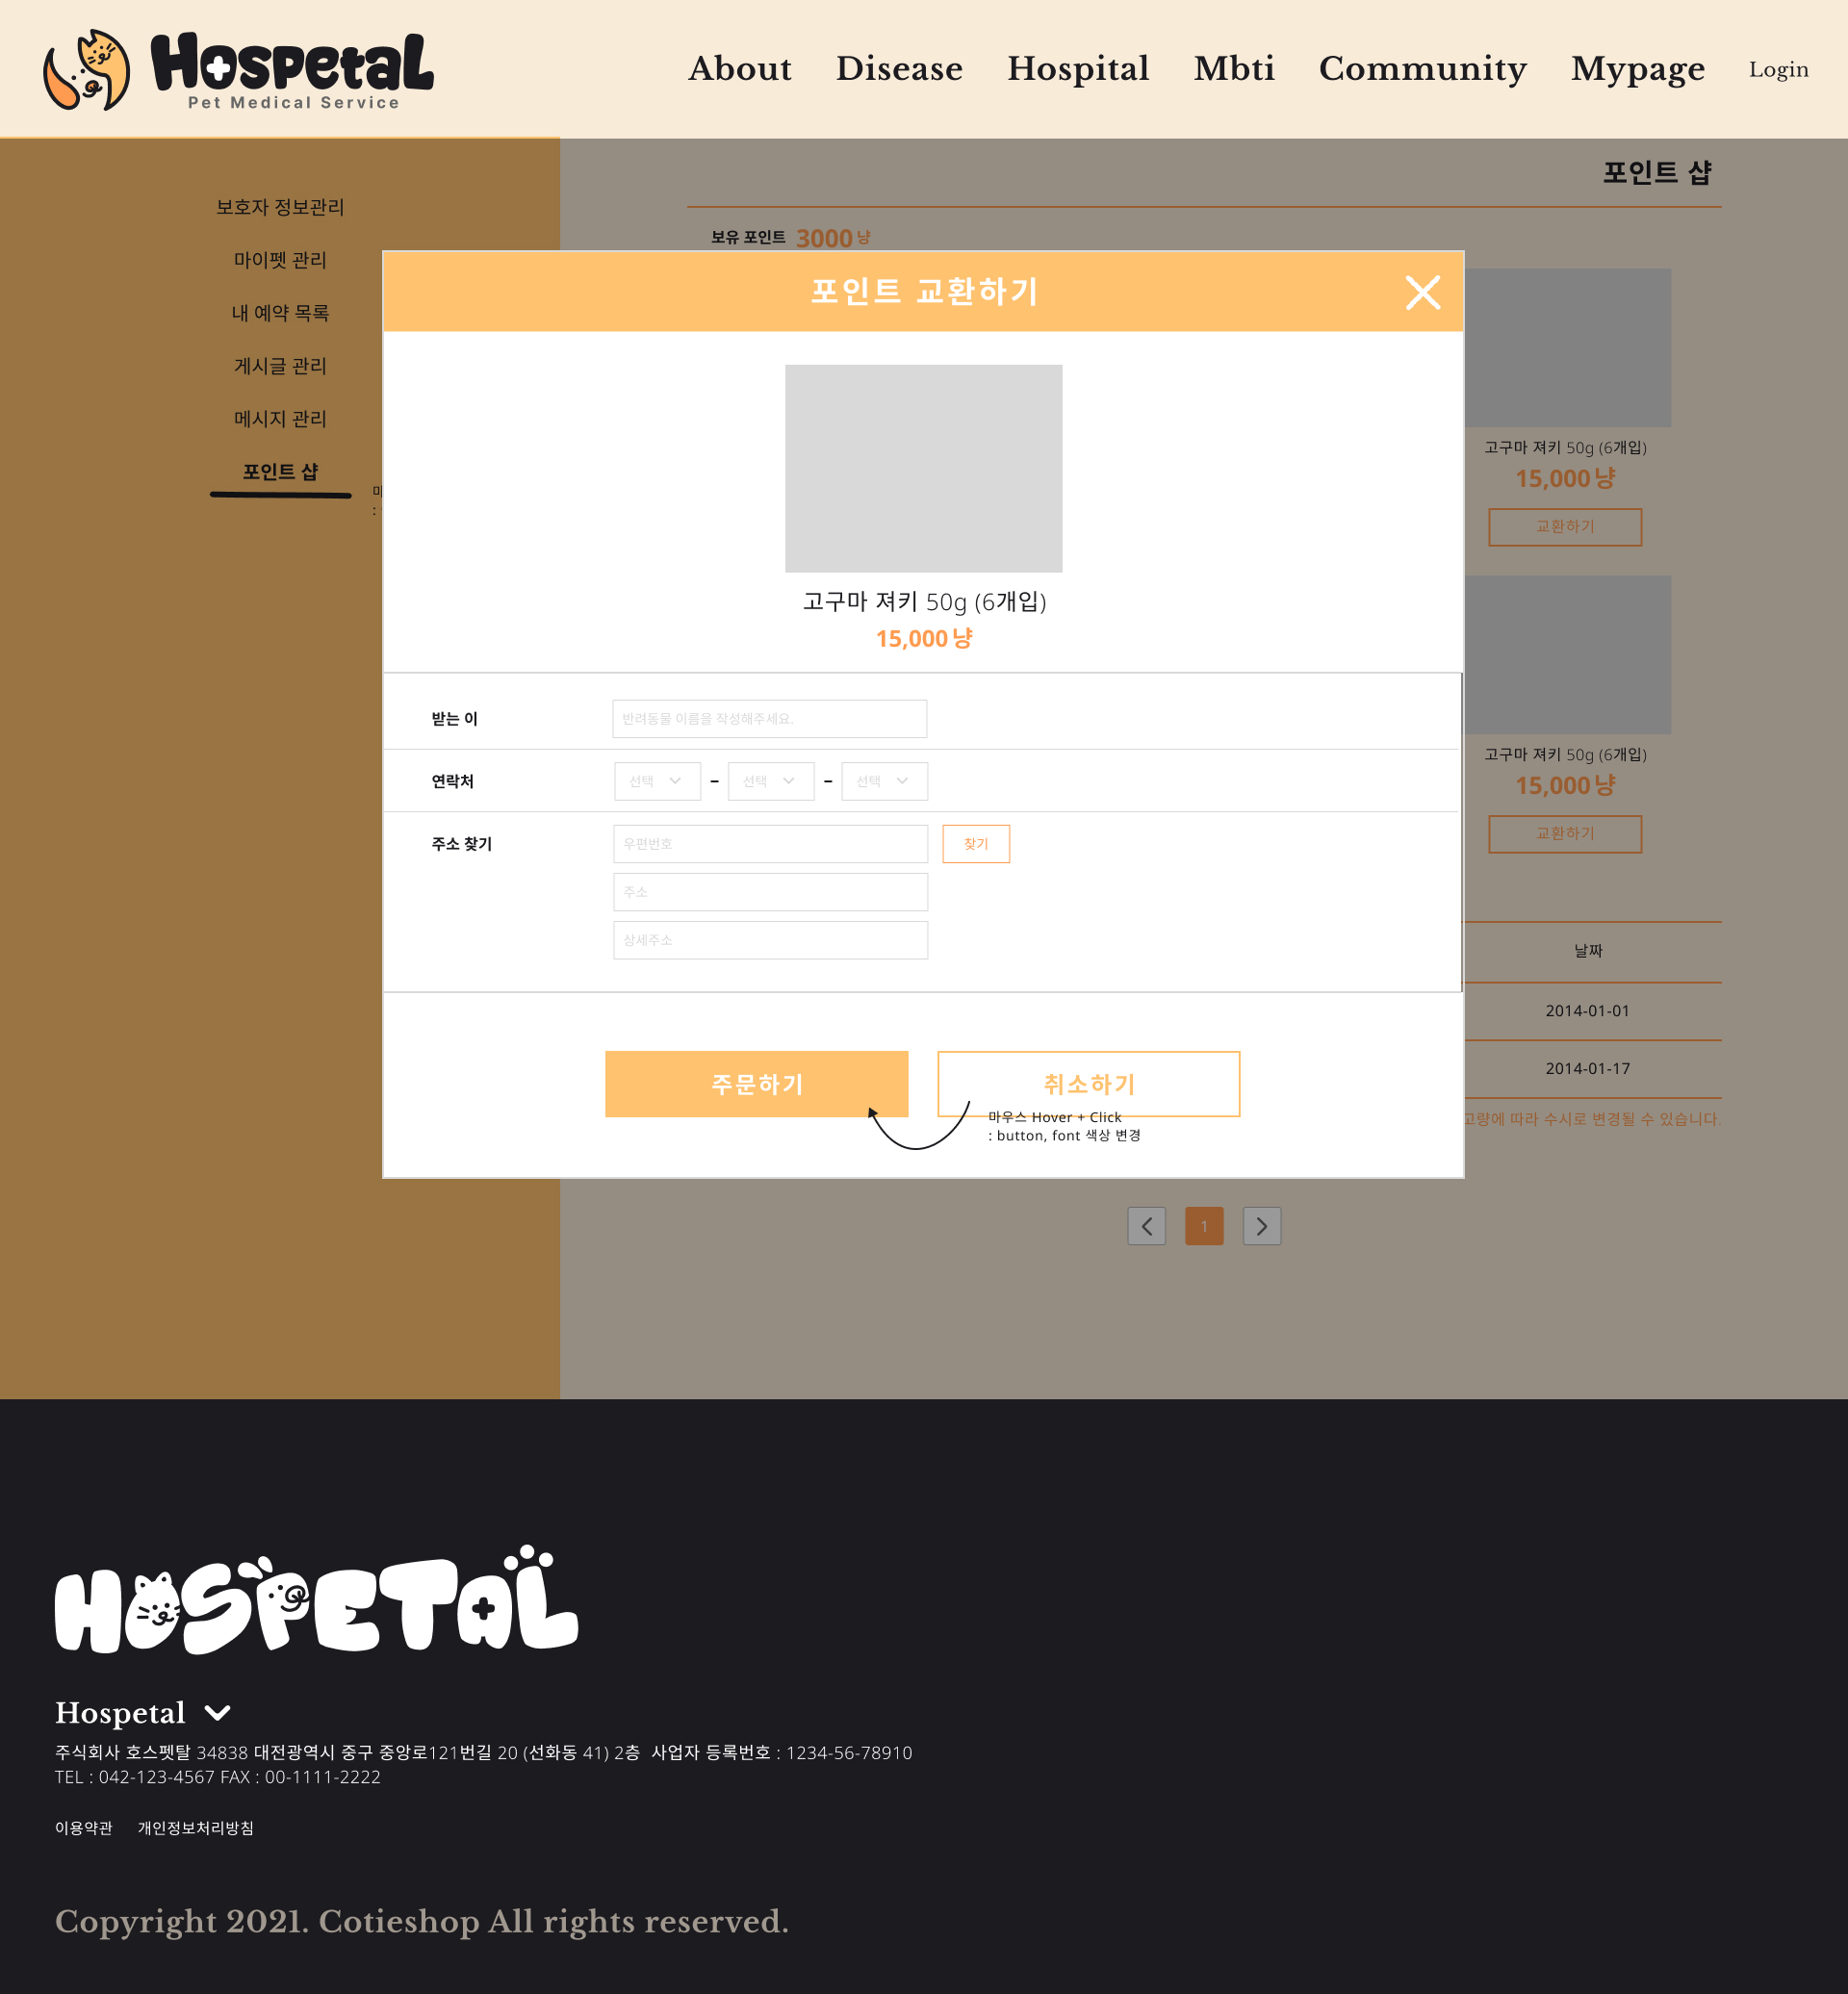 Hospetal
Pet Medical Service
About Disease Hospital Mbti Community Mypage Login
보호자 정보관리
마이펫 관리
내 예약 목록
게시글 관리
메시지 관리
포인트 샵
포인트 샵
보유 포인트 3000 냥
포인트 교환하기
고구마 져키 50g (6개입)
15,000 냥
받는 이
반려동물 이름을 작성해주세요.
연락처
선택 - 선택 - 선택
주소 찾기
우편번호
찾기
주소
상세주소
주문하기
취소하기
마우스 Hover + Click
: button, font 색상 변경
고구마 져키 50g (6개입)
15,000 냥
교환하기
고구마 져키 50g (6개입)
15,000 냥
교환하기
날짜
2014-01-01
2014-01-17
따라 수시로 변경될 수 있습니다.
1
HOSPETAL
Hospetal
주식회사 호스펫탈 34838 대전광역시 중구 중앙로121번길 20 (선화동 41) 2층 사업자 등록번호 : 1234-56-78910
TEL : 042-123-4567 FAX : 00-1111-2222
이용약관 개인정보처리방침
Copyright 2021. Cotieshop All rights reserved.